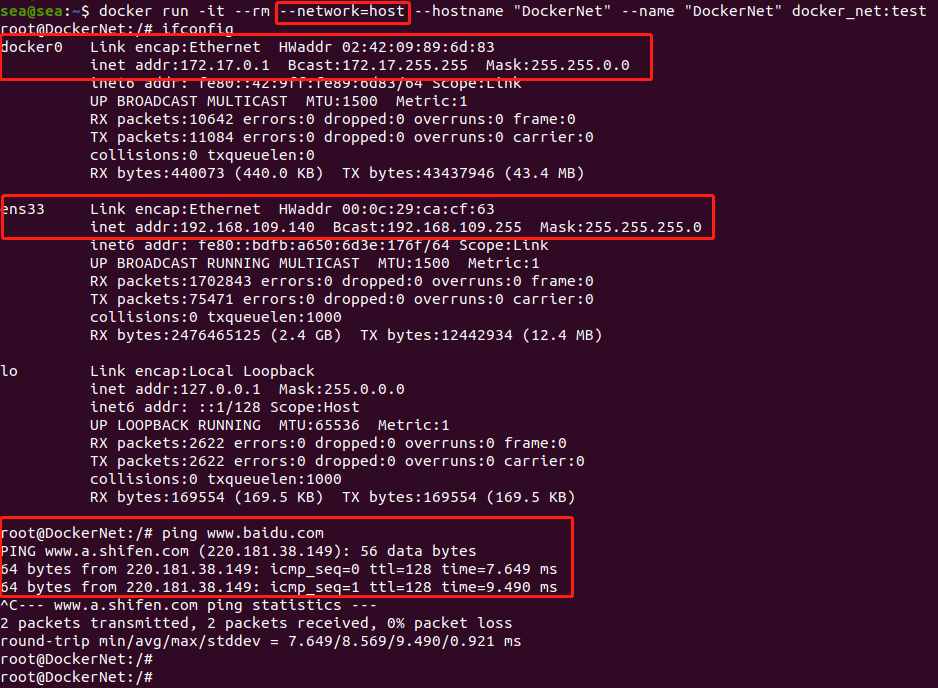 sea@sea:~$ docker run -it --rm --network=host --hostname "DockerNet" --name "DockerNet" docker_net:test
root@DockerNet:/# ifconfig
docker0   Link encap:Ethernet  HWaddr 02:42:09:89:6d:83
          inet addr:172.17.0.1  Bcast:172.17.255.255  Mask:255.255.0.0
          inet6 addr: fe80::42:9ff:fe89:6d83/64 Scope:Link
          UP BROADCAST MULTICAST  MTU:1500  Metric:1
          RX packets:10642 errors:0 dropped:0 overruns:0 frame:0
          TX packets:11084 errors:0 dropped:0 overruns:0 carrier:0
          collisions:0 txqueuelen:0
          RX bytes:440073 (440.0 KB)  TX bytes:43437946 (43.4 MB)
ens33     Link encap:Ethernet  HWaddr 00:0c:29:ca:cf:63
          inet addr:192.168.109.140  Bcast:192.168.109.255  Mask:255.255.255.0
          inet6 addr: fe80::bdfb:a650:6d3e:176f/64 Scope:Link
          UP BROADCAST RUNNING MULTICAST  MTU:1500  Metric:1
          RX packets:1702843 errors:0 dropped:0 overruns:0 frame:0
          TX packets:75471 errors:0 dropped:0 overruns:0 carrier:0
          collisions:0 txqueuelen:1000
          RX bytes:2476465125 (2.4 GB)  TX bytes:12442934 (12.4 MB)
lo        Link encap:Local Loopback
          inet addr:127.0.0.1  Mask:255.0.0.0
          inet6 addr: ::1/128 Scope:Host
          UP LOOPBACK RUNNING  MTU:65536  Metric:1
          RX packets:2622 errors:0 dropped:0 overruns:0 frame:0
          TX packets:2622 errors:0 dropped:0 overruns:0 carrier:0
          collisions:0 txqueuelen:1000
          RX bytes:169554 (169.5 KB)  TX bytes:169554 (169.5 KB)
root@DockerNet:/# ping www.baidu.com
PING www.a.shifen.com (220.181.38.149): 56 data bytes
64 bytes from 220.181.38.149: icmp_seq=0 ttl=128 time=7.649 ms
64 bytes from 220.181.38.149: icmp_seq=1 ttl=128 time=9.490 ms
^C--- www.a.shifen.com ping statistics ---
2 packets transmitted, 2 packets received, 0% packet loss
round-trip min/avg/max/stddev = 7.649/8.569/9.490/0.921 ms
root@DockerNet:/#
root@DockerNet:/#